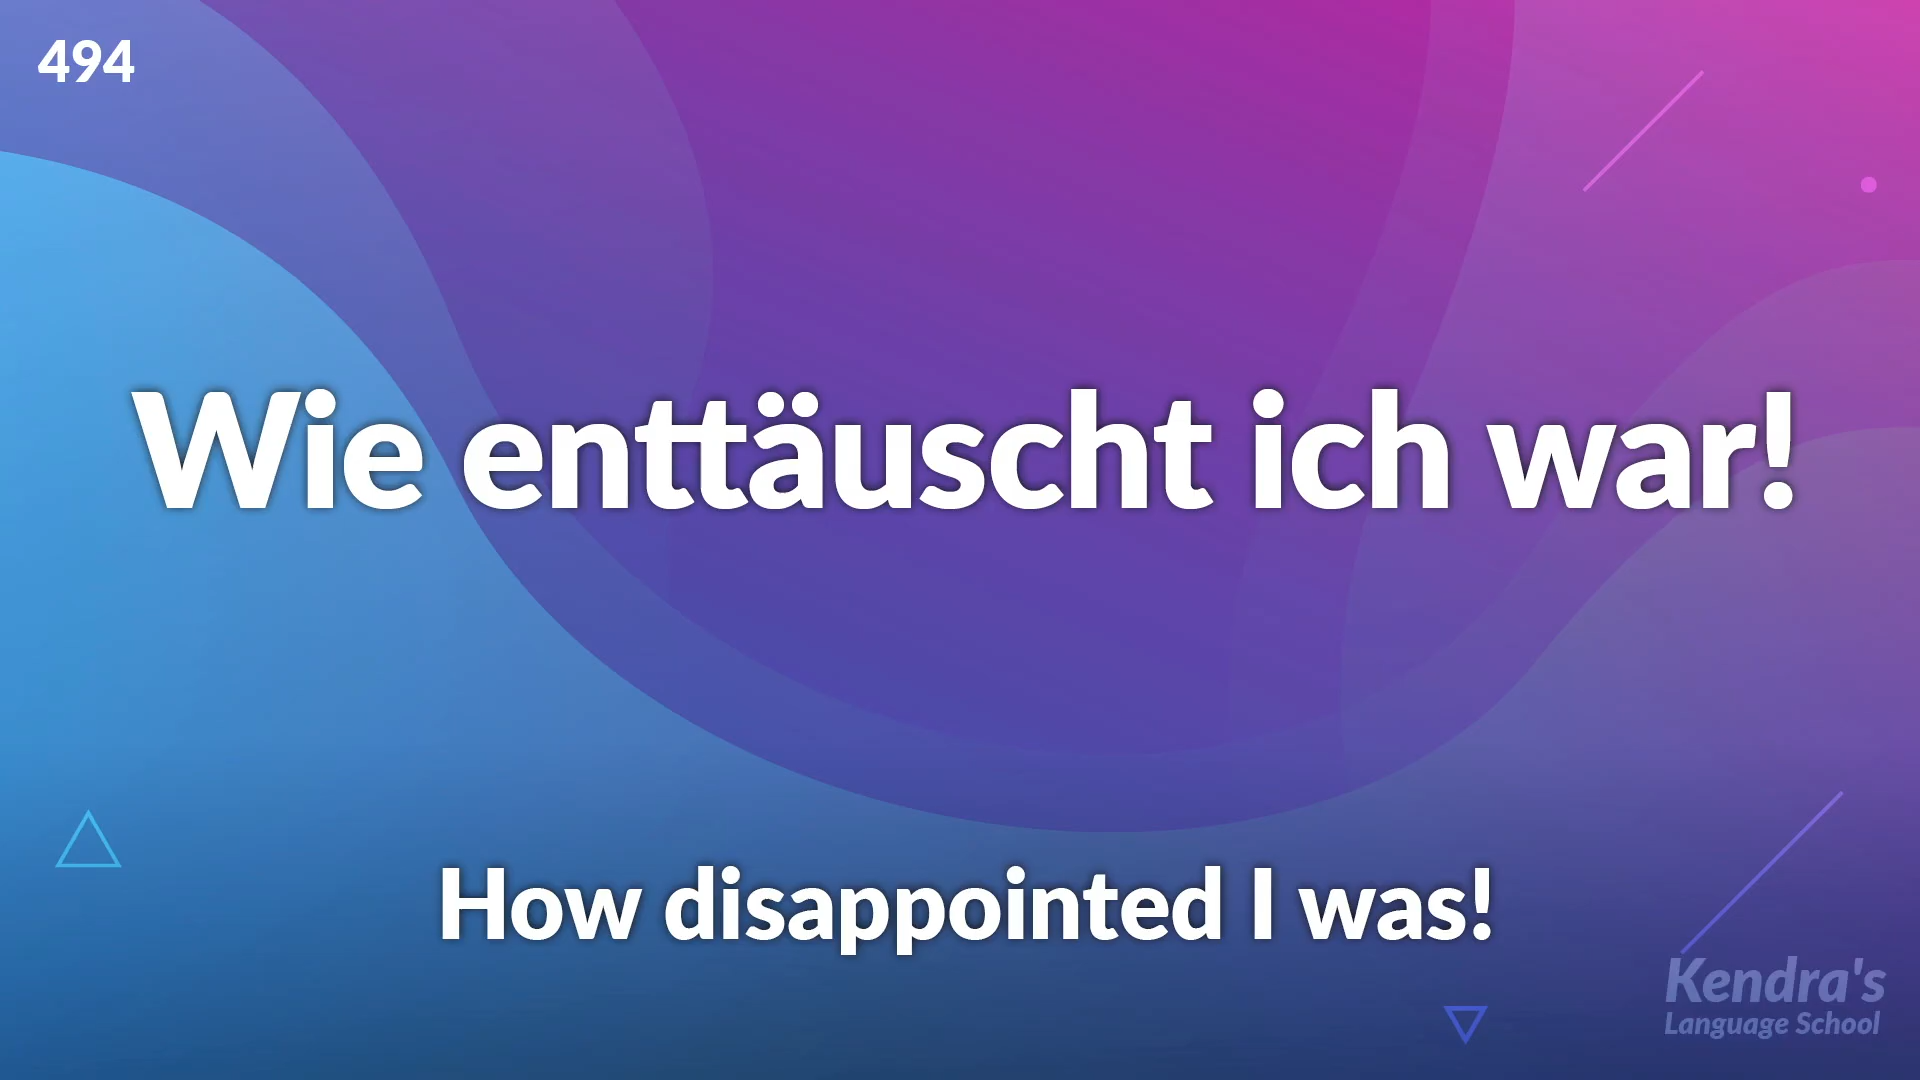 494
Wie enttäuscht ich war!
How disappointed I was!
Kendra's
Language School